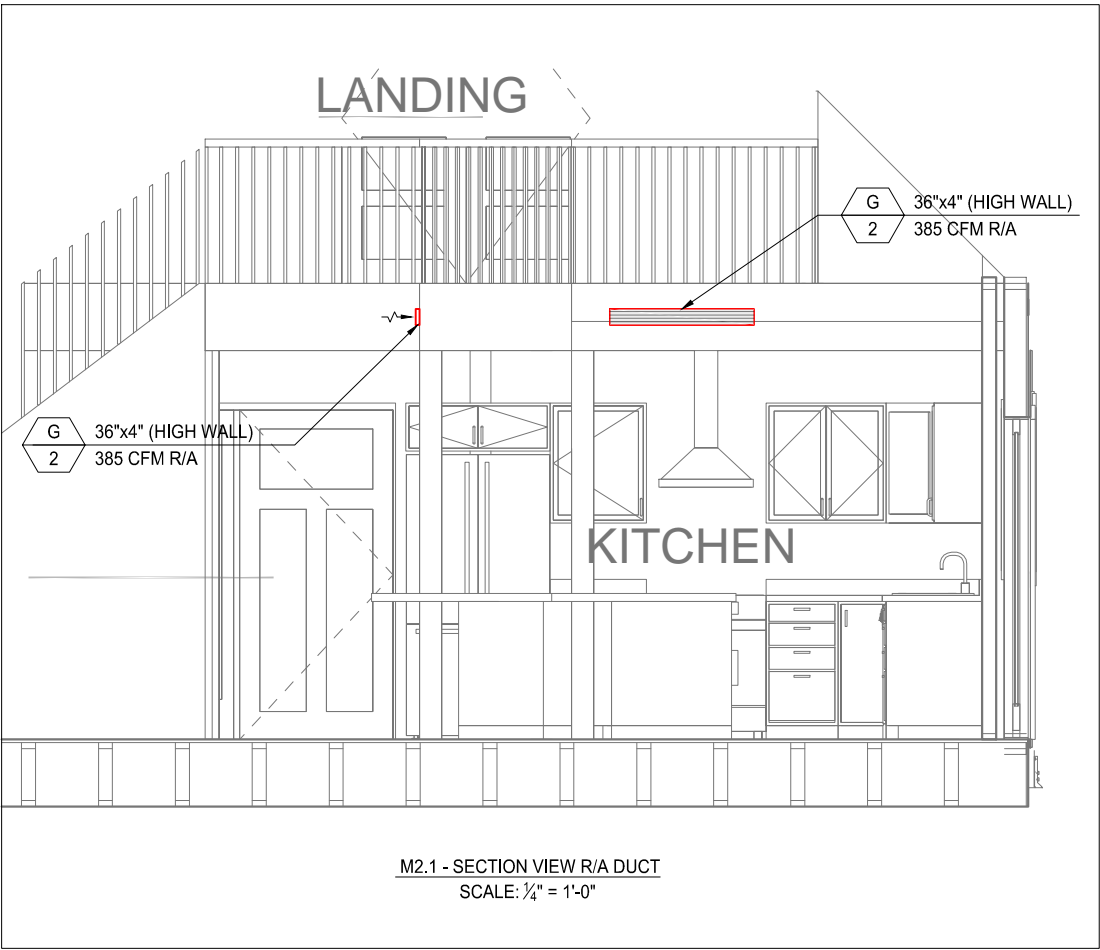 LANDING
G 36"x4" (HIGH WALL)
2 385 CFM R/A
G 36"x4" (HIGH WALL)
2 385 CFM R/A
KITCHEN
M2.1 - SECTION VIEW R/A DUCT
SCALE: ¼" = 1'-0"